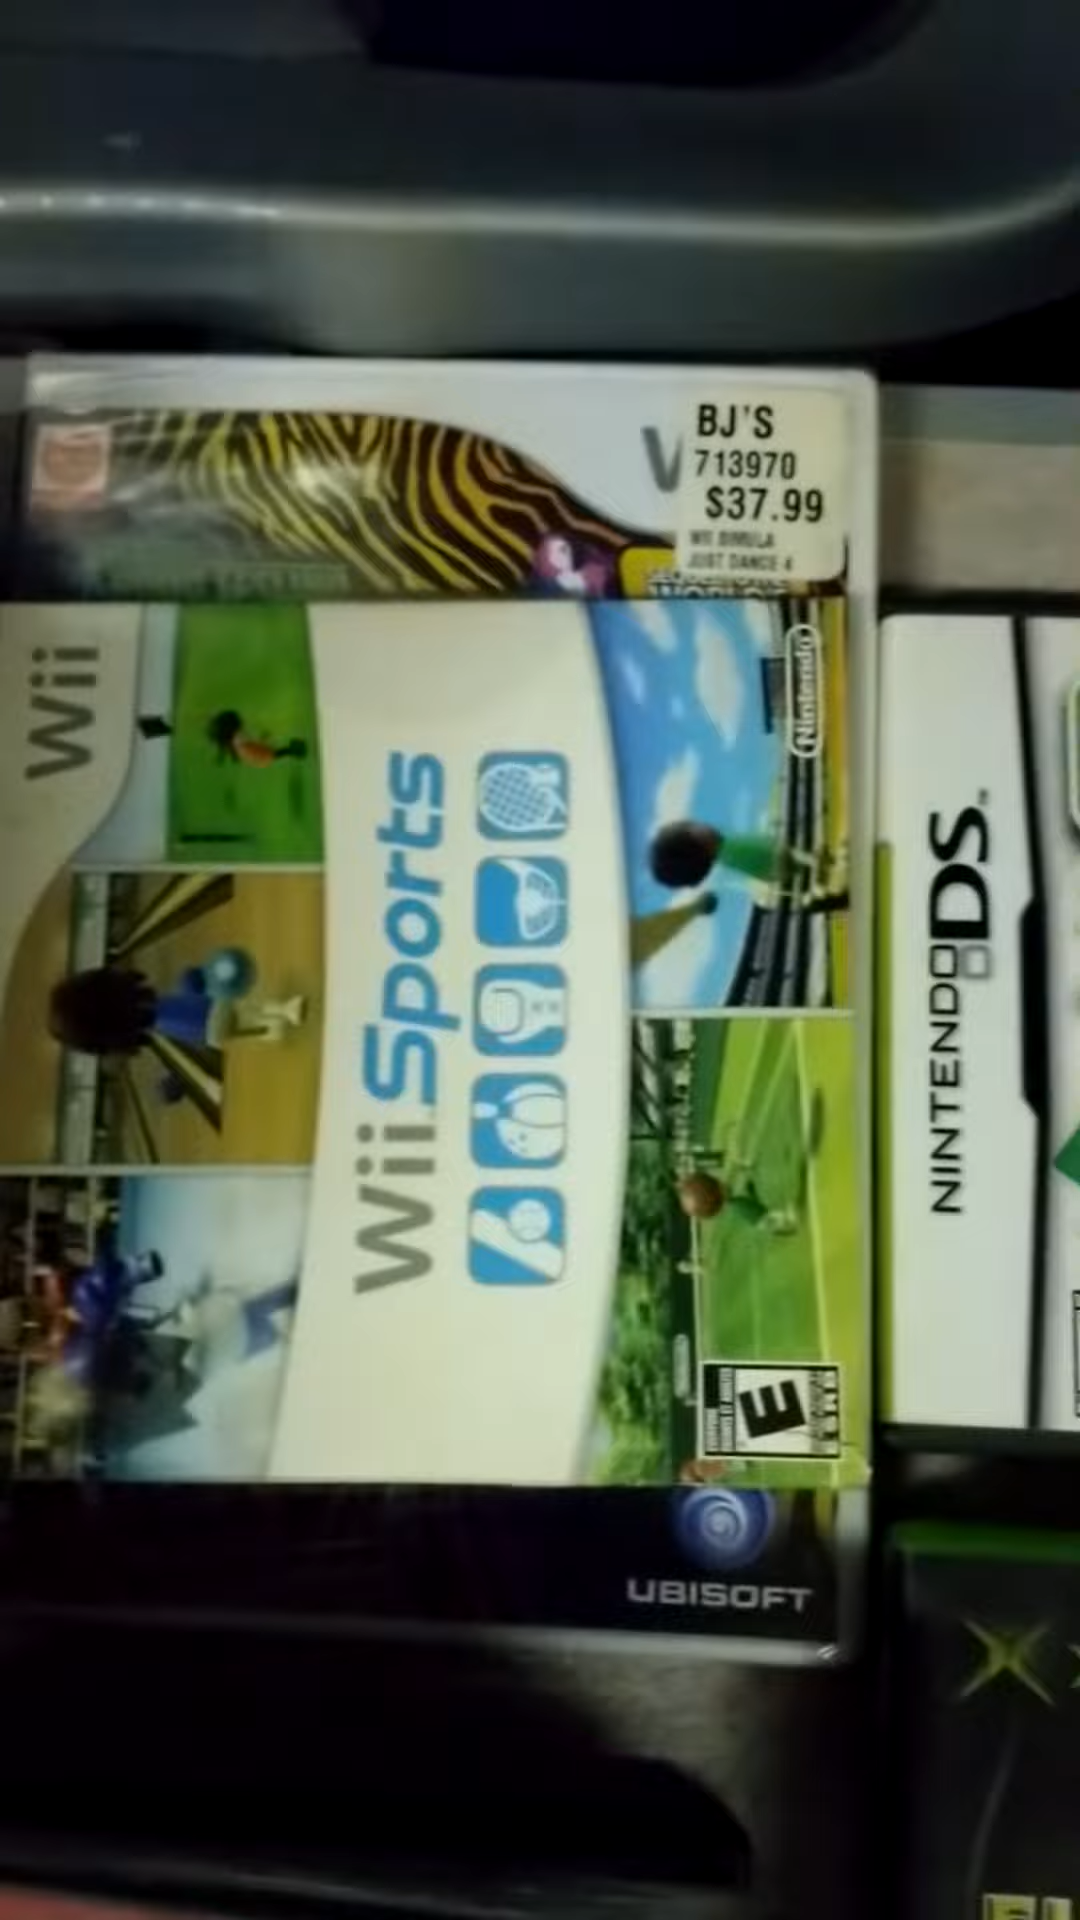 BJ'S
713970
$37.99
JUST DANCE 4
Wii
Nintendo
Wii Sports
E
UBISOFT
NINTENDO DS